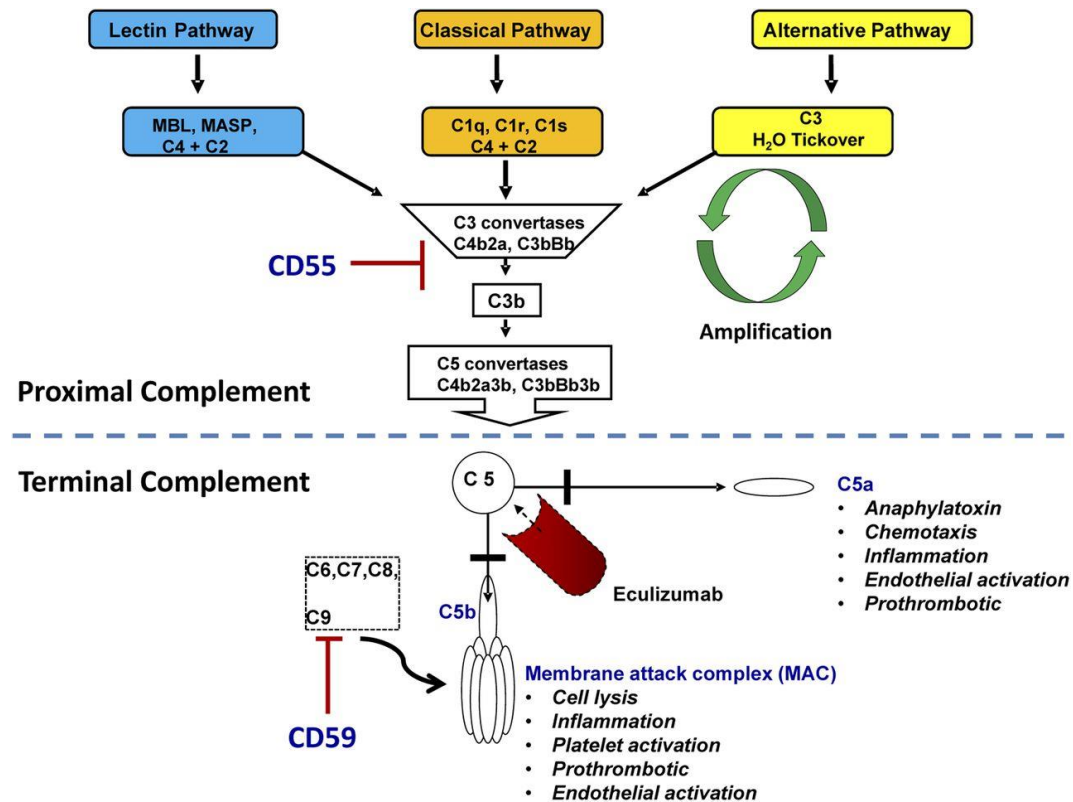 Lectin Pathway
Classical Pathway
Alternative Pathway
MBL, MASP,
C4 + C2
C1q, C1r, C1s
C4 + C2
C3
H₂O Tickover
C3 convertases
C4b2a, C3bBb
CD55
C3b
Amplification
C5 convertases
C4b2a3b, C3bBb3b
Proximal Complement
Terminal Complement
C 5
C5a
• Anaphylatoxin
• Chemotaxis
• Inflammation
• Endothelial activation
• Prothrombotic
Eculizumab
C6,C7,C8,
C9
C5b
CD59
Membrane attack complex (MAC)
• Cell lysis
• Inflammation
• Platelet activation
• Prothrombotic
• Endothelial activation